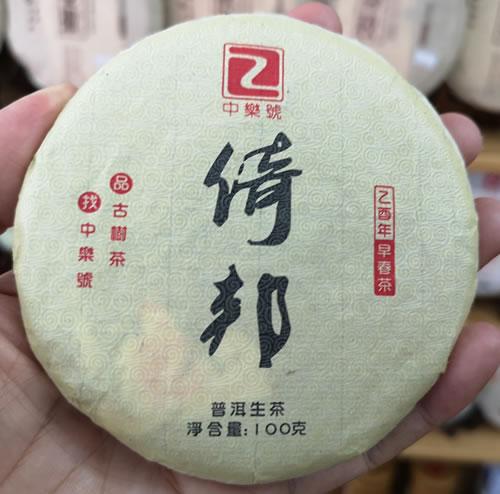 中樂號
倚
邦
品古樹茶
找中樂號
乙酉年早春茶
普洱生茶
淨含量:100克